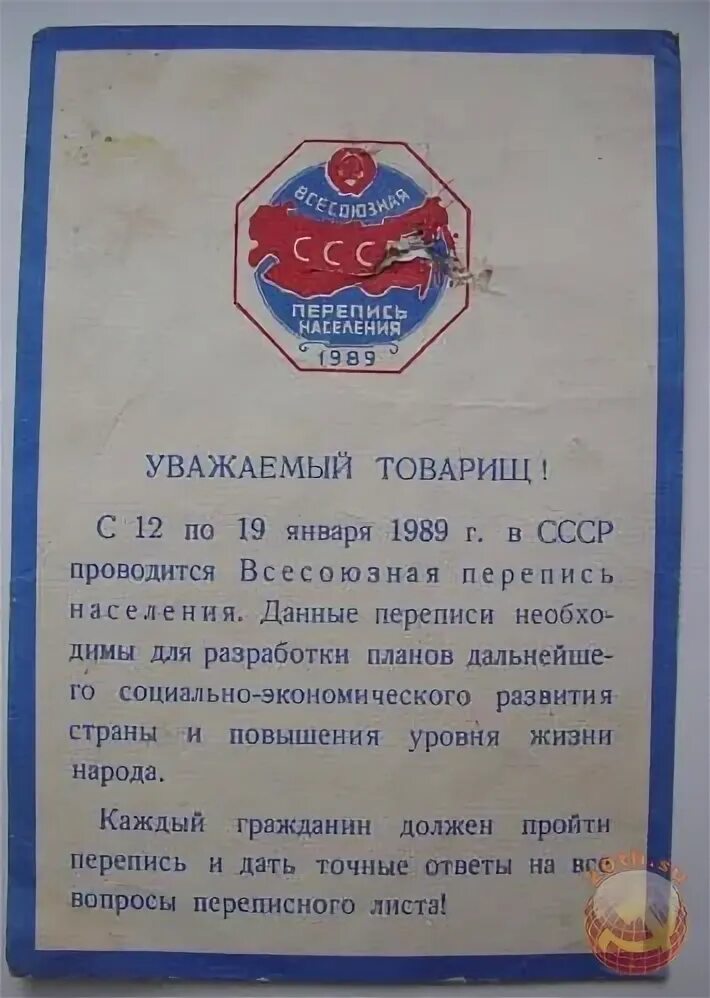 ВСЕСОЮЗНАЯ
ССС
ПЕРЕПИСЬ
НАСЕЛЕНИЯ
1989
УВАЖАЕМЫЙ ТОВАРИЩ!
С 12 по 19 января 1989 г. в СССР
проводится Всесоюзная перепись
населения. Данные переписи необхо-
димы для разработки планов дальнейше-
го социально-экономического развития
страны и повышения уровня жизни
народа.
Каждый гражданин должен пройти
перепись и дать точные ответы на все
вопросы переписного листа!